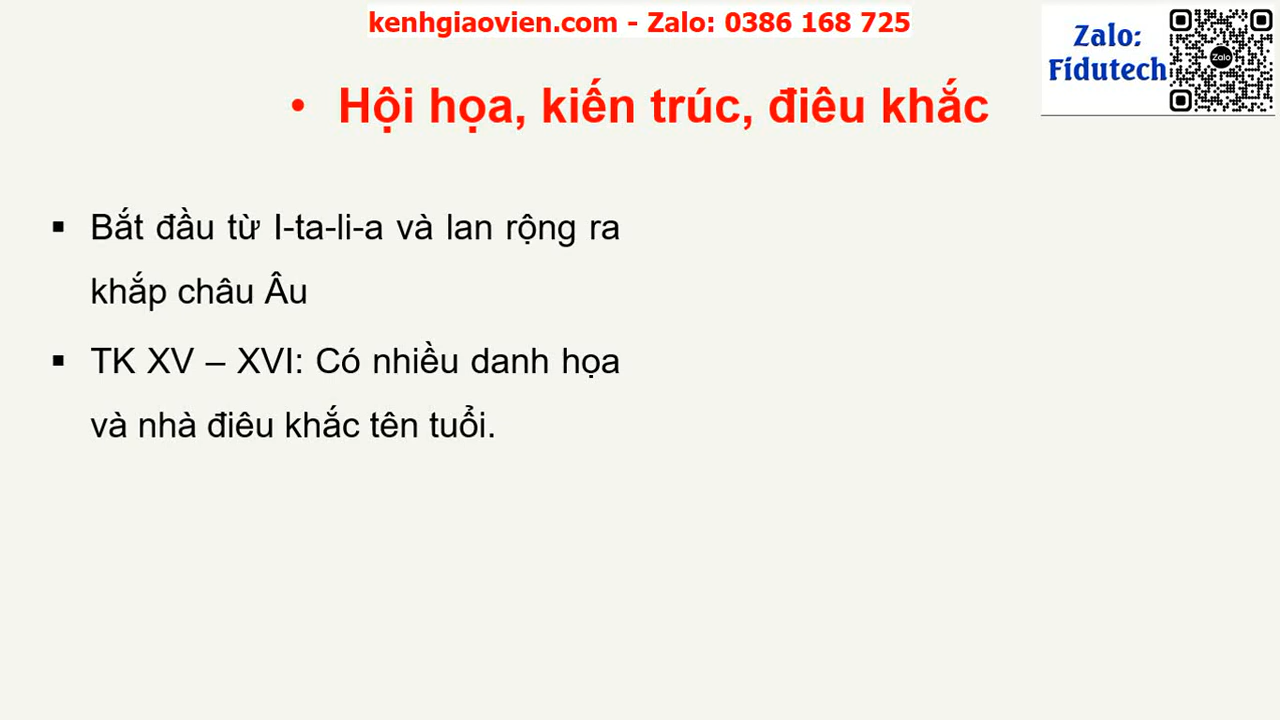 kenhgiaovien.com - Zalo: 0386 168 725
Zalo:
Fidutech
Zalo
• Hội họa, kiến trúc, điêu khắc
▪ Bắt đầu từ I-ta-li-a và lan rộng ra
khắp châu Âu
▪ TK XV – XVI: Có nhiều danh họa
và nhà điêu khắc tên tuổi.